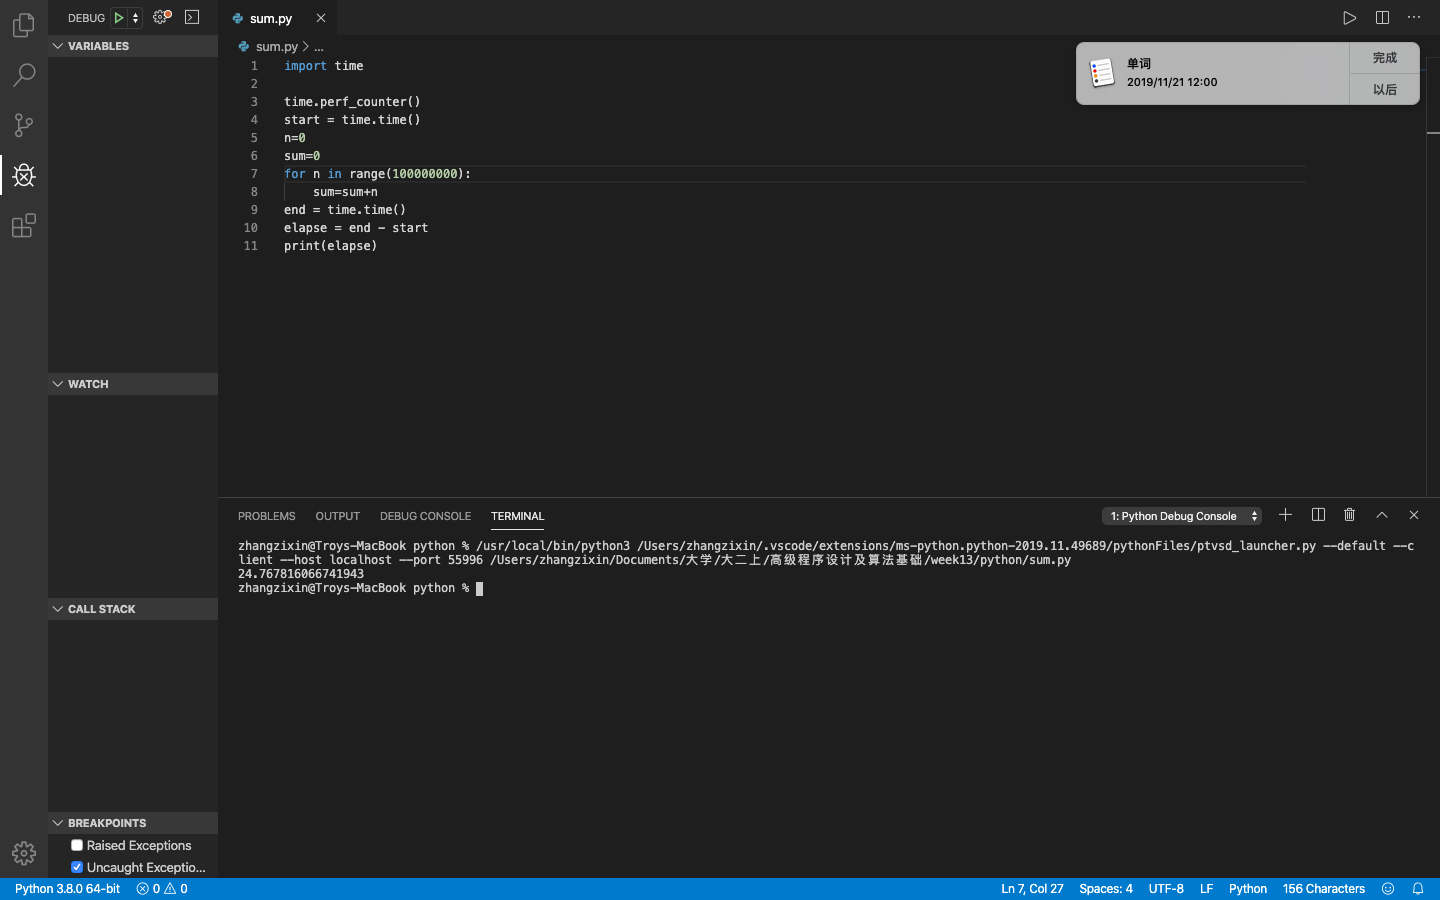 DEBUG
VARIABLES
WATCH
CALL STACK
BREAKPOINTS
Raised Exceptions
Uncaught Exceptio...
sum.py
sum.py > ...
1 import time
2
3 time.perf_counter()
4 start = time.time()
5 n=0
6 sum=0
7 for n in range(100000000):
8 sum=sum+n
9 end = time.time()
10 elapse = end - start
11 print(elapse)
单词
2019/11/21 12:00
完成
以后
PROBLEMS OUTPUT DEBUG CONSOLE TERMINAL
1: Python Debug Console
zhangzixin@Troys-MacBook python % /usr/local/bin/python3 /Users/zhangzixin/.vscode/extensions/ms-python.python-2019.11.49689/pythonFiles/ptvsd_launcher.py --default --c
lient --host localhost --port 55996 /Users/zhangzixin/Documents/大学/大二上/高级程序设计及算法基础/week13/python/sum.py
24.767816066741943
zhangzixin@Troys-MacBook python %
Python 3.8.0 64-bit 0 0 Ln 7, Col 27 Spaces: 4 UTF-8 LF Python 156 Characters